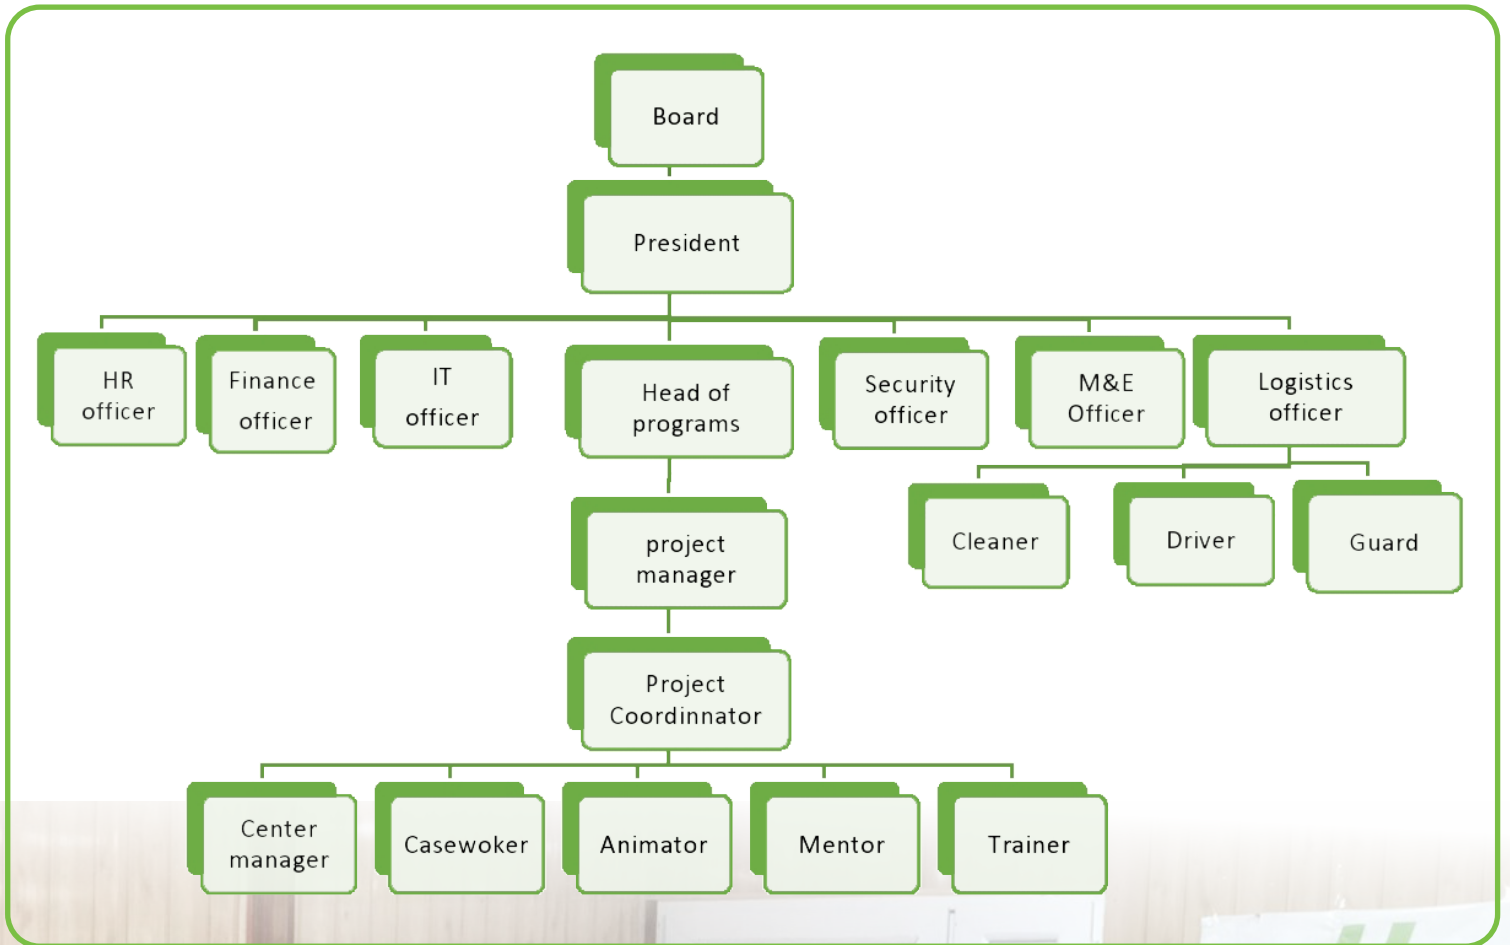 Board
President
HR
officer
Finance
officer
IT
officer
Head of
programs
Security
officer
M&E
Officer
Logistics
officer
Cleaner
Driver
Guard
project
manager
Project
Coordinnator
Center
manager
Casewoker
Animator
Mentor
Trainer